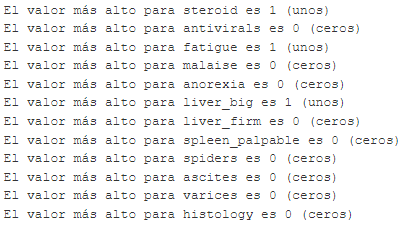 El valor más alto para steroid es 1 (unos)
El valor más alto para antivirals es 0 (ceros)
El valor más alto para fatigue es 1 (unos)
El valor más alto para malaise es 0 (ceros)
El valor más alto para anorexia es 0 (ceros)
El valor más alto para liver_big es 1 (unos)
El valor más alto para liver_firm es 0 (ceros)
El valor más alto para spleen_palpable es 0 (ceros)
El valor más alto para spiders es 0 (ceros)
El valor más alto para ascites es 0 (ceros)
El valor más alto para varices es 0 (ceros)
El valor más alto para histology es 0 (ceros)